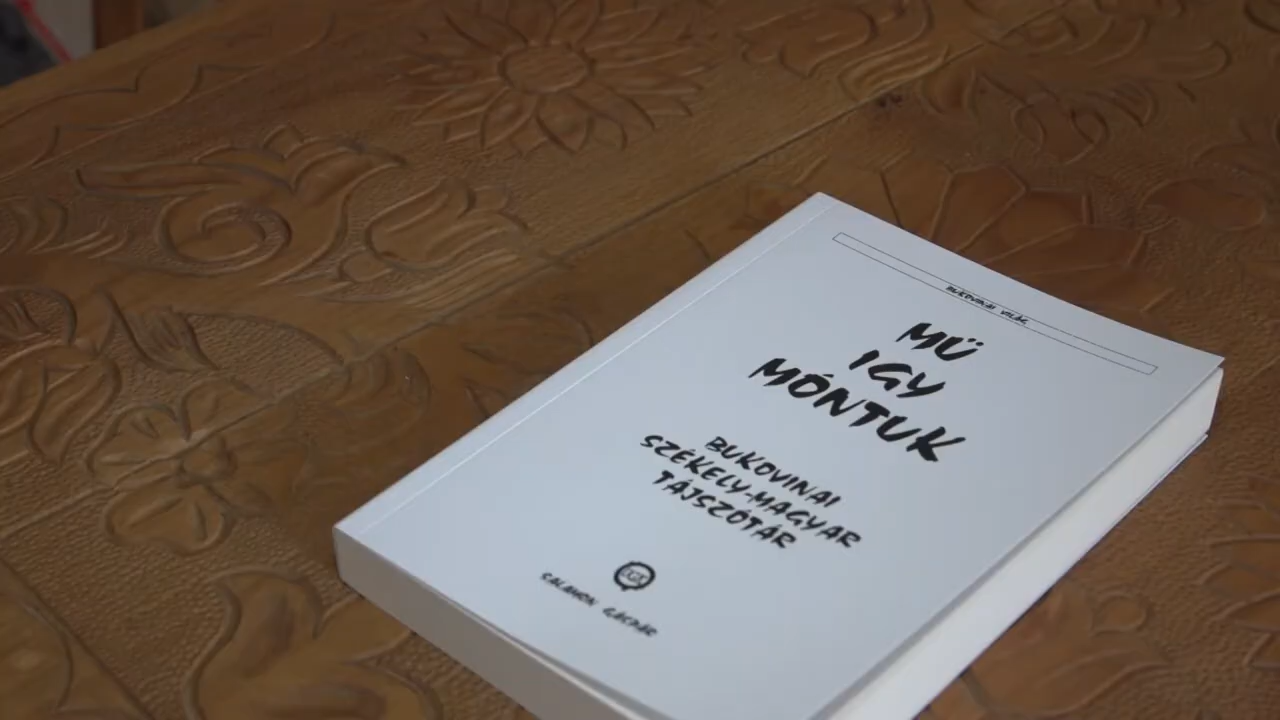 BUKOVINAI VILÁG
MÜ
IGY
MÓNTUK
BUKOVINAI
SZÉKELY-MAGYAR
TÁJSZÓTÁR
SALAMON GÁSPÁR